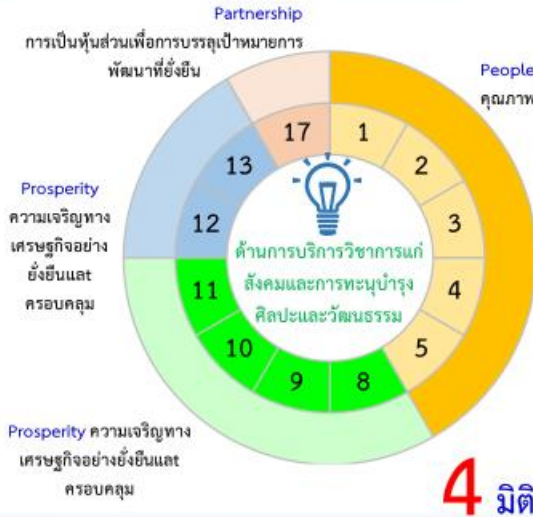 Partnership
การเป็นหุ้นส่วนเพื่อการบรรลุเป้าหมายการ
พัฒนาที่ยั่งยืน
People
คุณภาพ
17
1
2
3
4
5
8
9
10
11
12
13
ด้านการบริการวิชาการแก่
สังคมและการทะนุบำรุง
ศิลปะและวัฒนธรรม
Prosperity
ความเจริญทาง
เศรษฐกิจอย่าง
ยั่งยืนและ
ครอบคลุม
Prosperity ความเจริญทาง
เศรษฐกิจอย่างยั่งยืนและ
ครอบคลุม
4 มิติ